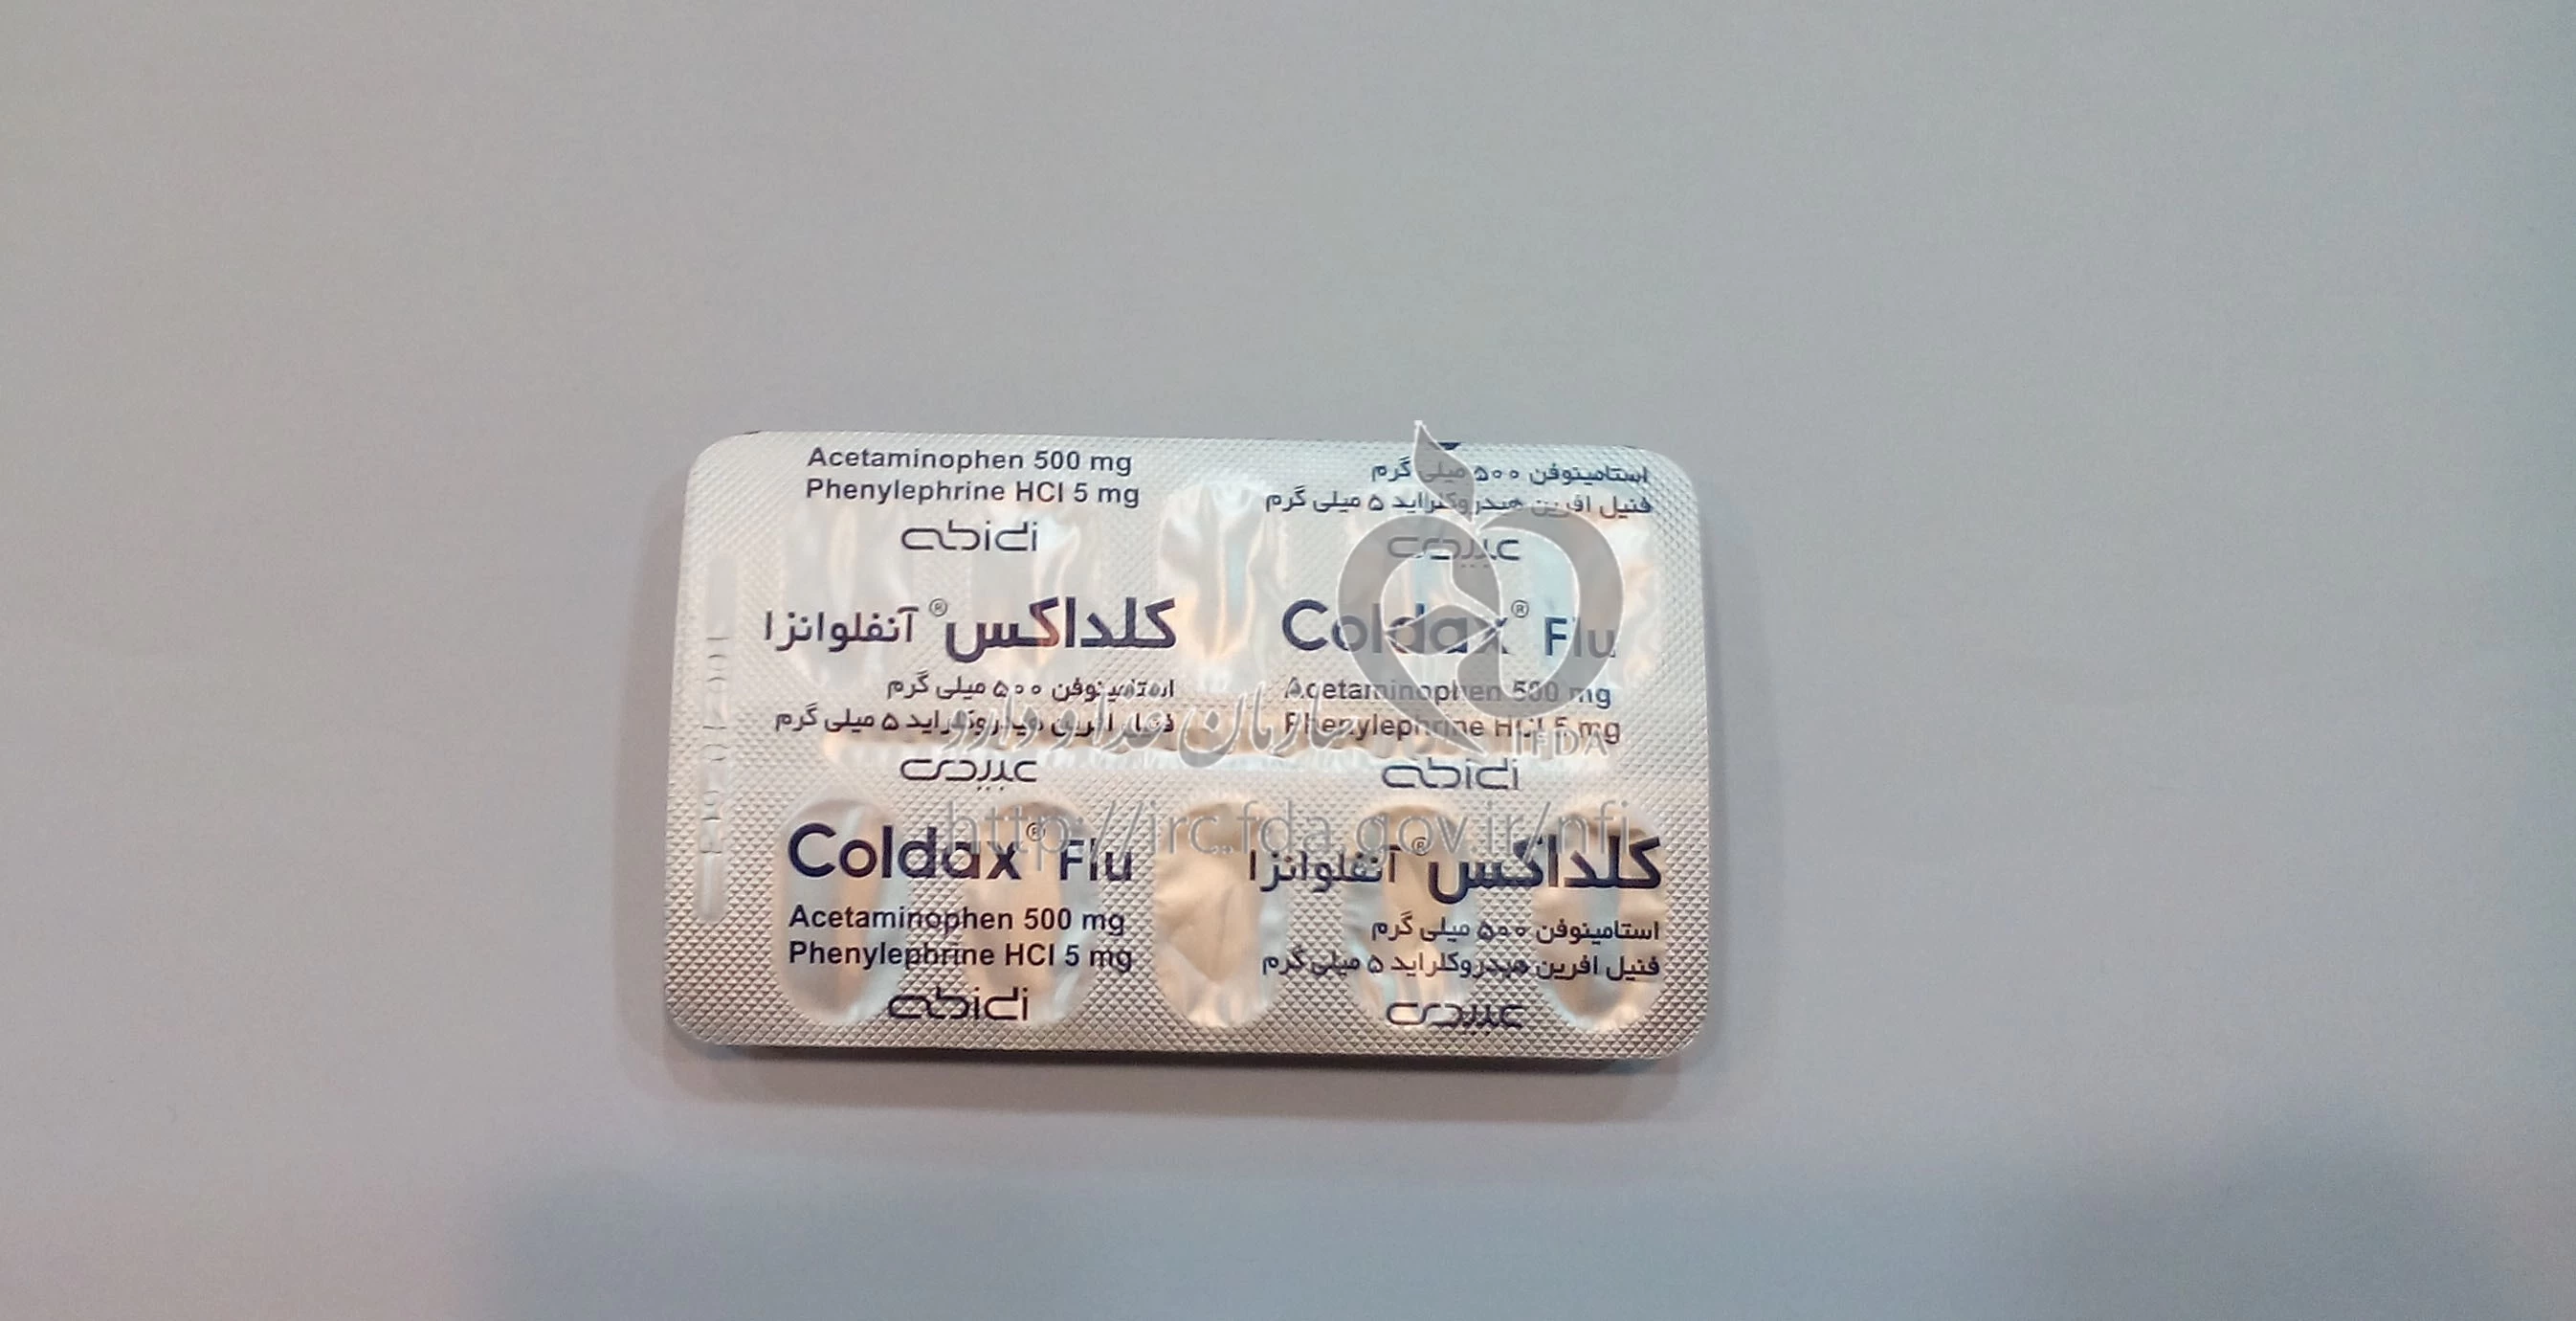 Acetaminophen 500 mg
Phenylephrine HCl 5 mg
abidi
استامینوفن ۵۰۰ میلی گرم
فنیل افرین هیدروکلراید ۵ میلی گرم
عبیدی
کلداکس® آنفلوانزا
استامینوفن ۵۰۰ میلی گرم
فنیل افرین هیدروکلراید ۵ میلی گرم
عبیدی
Coldax® Flu
Acetaminophen 500 mg
Phenylephrine HCl 5 mg
abidi
Coldax® Flu
Acetaminophen 500 mg
Phenylephrine HCl 5 mg
abidi
کلداکس® آنفلوانزا
استامینوفن ۵۰۰ میلی گرم
فنیل افرین هیدروکلراید ۵ میلی گرم
عبیدی
IFDA
سازمان غذا و دارو
http://irc.fda.gov.ir/nfi